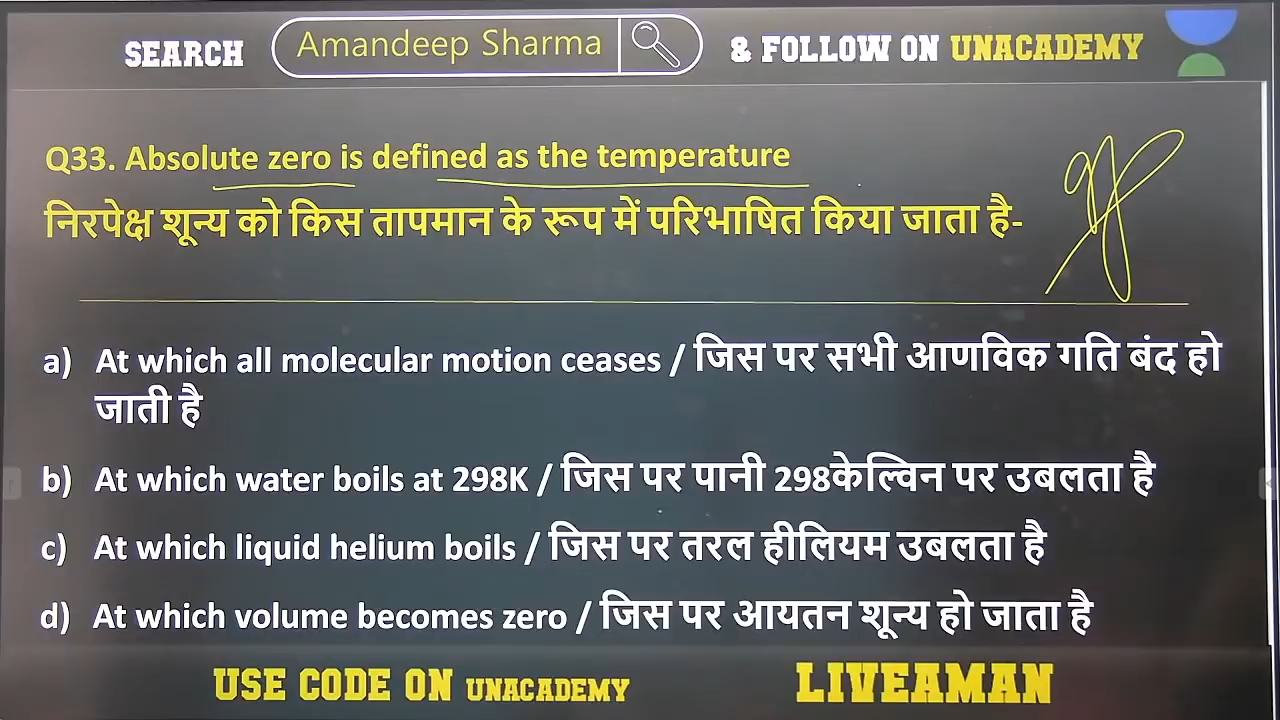 SEARCH Amandeep Sharma & FOLLOW ON UNACADEMY
Q33. Absolute zero is defined as the temperature
निरपेक्ष शून्य को किस तापमान के रूप में परिभाषित किया जाता है-
a) At which all molecular motion ceases / जिस पर सभी आणविक गति बंद हो
जाती है
b) At which water boils at 298K / जिस पर पानी 298केल्विन पर उबलता है
c) At which liquid helium boils / जिस पर तरल हीलियम उबलता है
d) At which volume becomes zero / जिस पर आयतन शून्य हो जाता है
USE CODE ON UNACADEMY LIVEAMAN